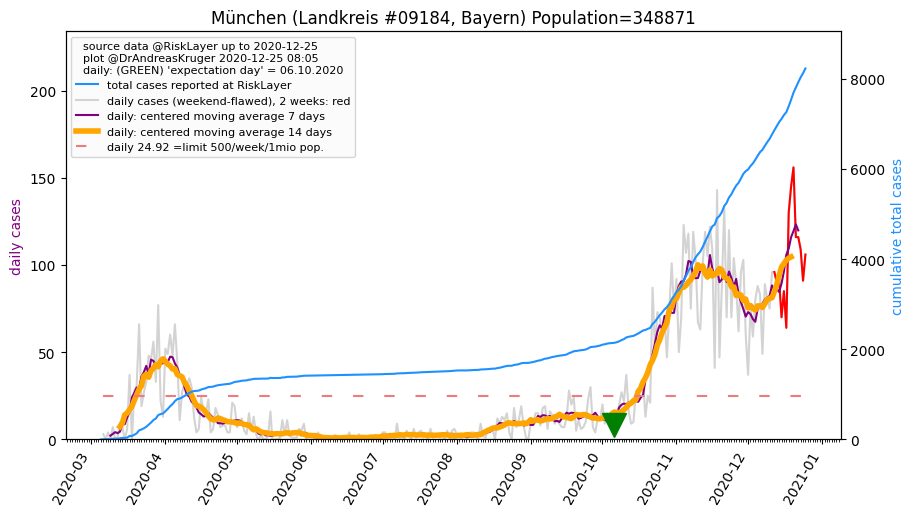 München (Landkreis #09184, Bayern) Population=348871
source data @RiskLayer up to 2020-12-25
plot @DrAndreasKruger 2020-12-25 08:05
daily: (GREEN) 'expectation day' = 06.10.2020
total cases reported at RiskLayer
daily cases (weekend-flawed), 2 weeks: red
daily: centered moving average 7 days
daily: centered moving average 14 days
daily 24.92 =limit 500/week/1mio pop.
daily cases
200
150
100
50
0
8000
6000
4000
2000
0
cumulative total cases
2020-03
2020-04
2020-05
2020-06
2020-07
2020-08
2020-09
2020-10
2020-11
2020-12
2021-01